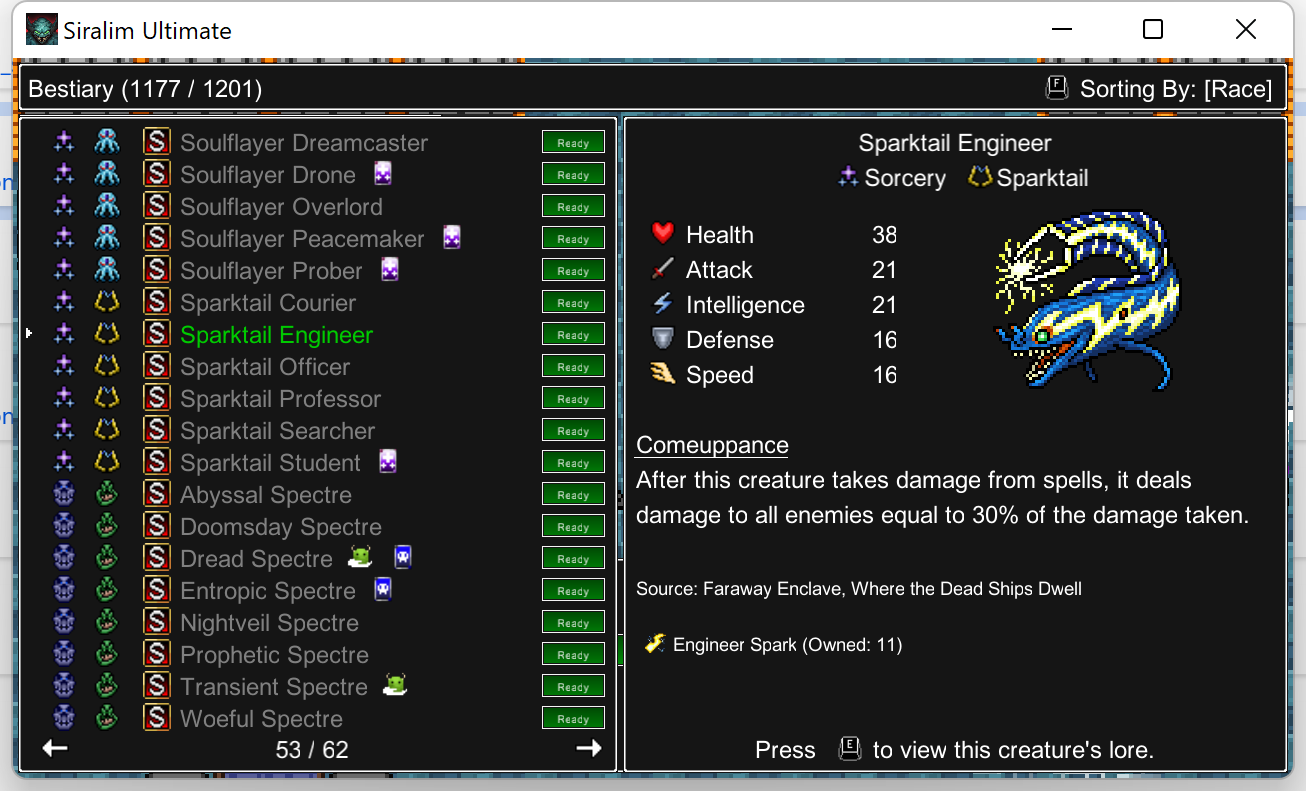 Siralim Ultimate
Bestiary (1177 / 1201)
F Sorting By: [Race]
S Soulflayer Dreamcaster Ready
S Soulflayer Drone Ready
S Soulflayer Overlord Ready
S Soulflayer Peacemaker Ready
S Soulflayer Prober Ready
S Sparktail Courier Ready
S Sparktail Engineer Ready
S Sparktail Officer Ready
S Sparktail Professor Ready
S Sparktail Searcher Ready
S Sparktail Student Ready
S Abyssal Spectre Ready
S Doomsday Spectre Ready
S Dread Spectre Ready
S Entropic Spectre Ready
S Nightveil Spectre Ready
S Prophetic Spectre Ready
S Transient Spectre Ready
S Woeful Spectre Ready
53 / 62
Sparktail Engineer
Sorcery Sparktail
Health 38
Attack 21
Intelligence 21
Defense 16
Speed 16
Comeuppance
After this creature takes damage from spells, it deals
damage to all enemies equal to 30% of the damage taken.
Source: Faraway Enclave, Where the Dead Ships Dwell
Engineer Spark (Owned: 11)
Press E to view this creature's lore.